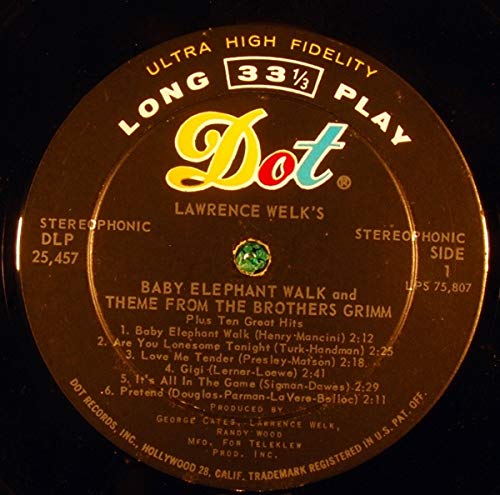 ULTRA HIGH FIDELITY
LONG 33 1/3 PLAY
Dot®
LAWRENCE WELK'S
STEREOPHONIC
DLP
25,457
STEREOPHONIC
SIDE
1
LPS 75,807
BABY ELEPHANT WALK and
THEME FROM THE BROTHERS GRIMM
Plus Ten Great Hits
1. Baby Elephant Walk (Henry-Mancini) 2:12
2. Are You Lonesome Tonight (Turk-Handman) 2:25
3. Love Me Tender (Presley-Matson) 2:18
4. Gigi (Lerner-Loewe) 2:24
5. It's All In The Game (Sigman-Dawes) 2:29
6. Pretend (Douglas-Parman-LaVere-Belloc) 2:11
PRODUCED BY
GEORGE CATES, LAWRENCE WELK,
RANDY WOOD
MFD. FOR TELEKLEW
PROD. INC.
DOT RECORDS, INC., HOLLYWOOD 28, CALIF. TRADEMARK REGISTERED IN U.S. PAT. OFF.